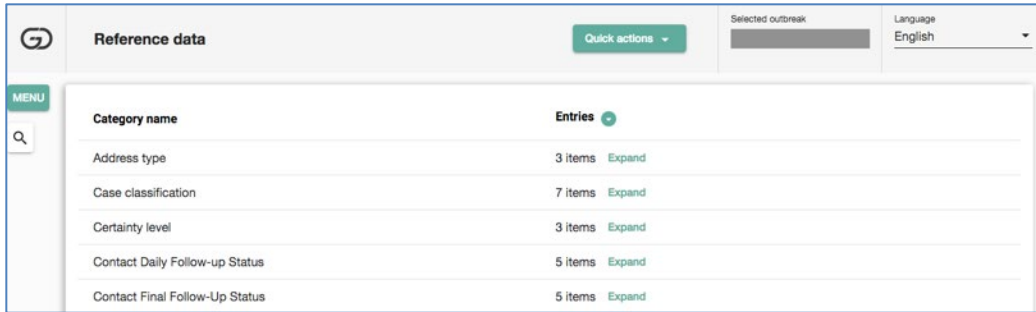 Reference data
Quick actions
Selected outbreak
Language
English
MENU
Category name Entries
Address type 3 items Expand
Case classification 7 items Expand
Certainty level 3 items Expand
Contact Daily Follow-up Status 5 items Expand
Contact Final Follow-Up Status 5 items Expand